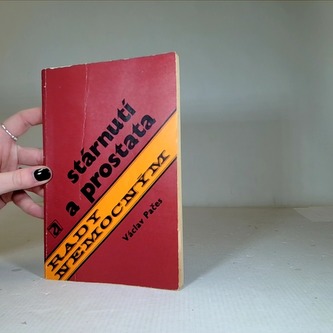 stárnutí
a prostata
RADY
NEMOCNÝM
Václav Pačes